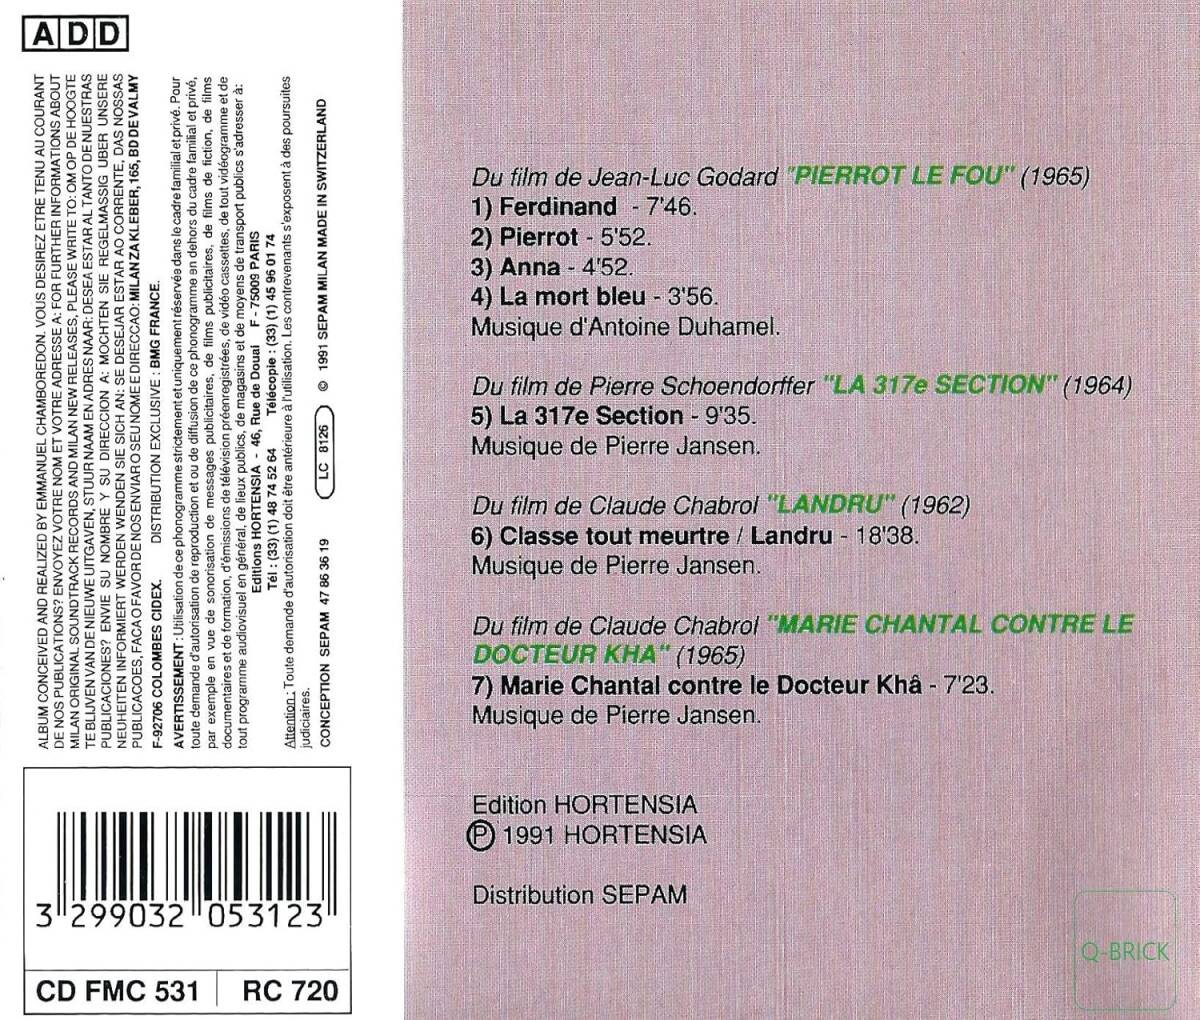 ADD
ALBUM CONCEIVED AND REALIZED BY EMMANUEL CHAMBOREDON. VOUS DESIREZ ETRE TENU AU COURANT
DE NOS PUBLICATIONS? ENVOYEZ VOTRE NOM ET VOTRE ADRESSE A: FOR FURTHER INFORMATIONS ABOUT
MILAN ORIGINAL SOUNDTRACK RECORDS AND MILAN NEW RELEASES, PLEASE WRITE TO: OM OP DE HOOGTE
TE BLIJVEN VAN DE NIEUWE UITGAVEN, STUUR NAAM EN ADRES NAAR: DESEA ESTAR AL TANTO DE NUESTRAS
PUBLICACIONES? ENVIE SU NOMBRE Y SU DIRECCION A: MOCHTEN SIE REGELMASSIG UBER UNSERE
NEUHEITEN INFORMIERT WERDEN WENDEN SIE SICH AN: SE DESEJAR ESTAR AO CORRENTE, DAS NOSSAS
PUBLICACOES, FACA O FAVOR DE NOS ENVIAR O SEU NOME E DIRECCAO: MILAN ZA KLEBER, 165, BD DE VALMY
F-92706 COLOMBES CIDEX. DISTRIBUTION EXCLUSIVE : BMG FRANCE.
AVERTISSEMENT : Utilisation de ce phonogramme strictement et uniquement réservée dans le cadre familial et privé. Pour
toute demande d'autorisation de reproduction et ou de diffusion de ce phonogramme en dehors du cadre familial et privé,
par exemple en vue de sonorisation de messages publicitaires, de films publicitaires, de films de fiction, de films
documentaires et de formation, d'émissions de télévision préenregistrées, de vidéo cassettes, de tout vidéogramme et de
tout programme audiovisuel en général, de lieux publics, de magasins et de moyens de transport publics s'adresser à:
Editions HORTENSIA - 46, Rue de Douai F - 75009 PARIS
Tél : (33) (1) 48 74 52 64 Télécopie : (33) (1) 45 96 01 74
Attention : Toute demande d'autorisation doit être antérieure à l'utilisation. Les contrevenants s'exposent à des poursuites
judiciaires.
CONCEPTION SEPAM 47 86 36 19 LC 8126 © 1991 SEPAM MILAN MADE IN SWITZERLAND
3 299032 053123
CD FMC 531 RC 720
Du film de Jean-Luc Godard "PIERROT LE FOU" (1965)
1) Ferdinand - 7'46.
2) Pierrot - 5'52.
3) Anna - 4'52.
4) La mort bleu - 3'56.
Musique d'Antoine Duhamel.
Du film de Pierre Schoendorffer "LA 317e SECTION" (1964)
5) La 317e Section - 9'35.
Musique de Pierre Jansen.
Du film de Claude Chabrol "LANDRU" (1962)
6) Classe tout meurtre / Landru - 18'38.
Musique de Pierre Jansen.
Du film de Claude Chabrol "MARIE CHANTAL CONTRE LE
DOCTEUR KHA" (1965)
7) Marie Chantal contre le Docteur Khâ - 7'23.
Musique de Pierre Jansen.
Edition HORTENSIA
Ⓟ 1991 HORTENSIA
Distribution SEPAM
Q-BRICK